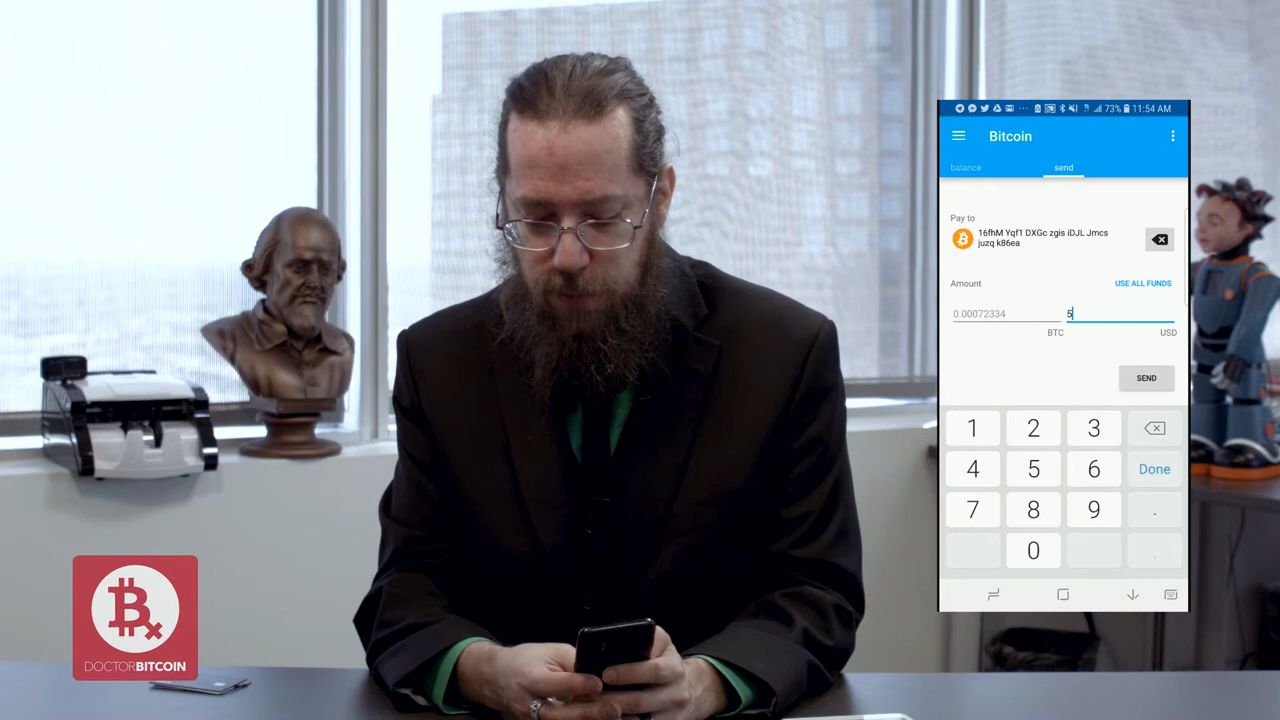 73% 11:54 AM
Bitcoin
balance send
Pay to
16fhM Yqf1 DXGc zgis iDJL Jmcs
juzq k86ea
Amount USE ALL FUNDS
0.00072334 5
BTC USD
SEND
1 2 3
4 5 6 Done
7 8 9 .
0 ,
DOCTORBITCOIN